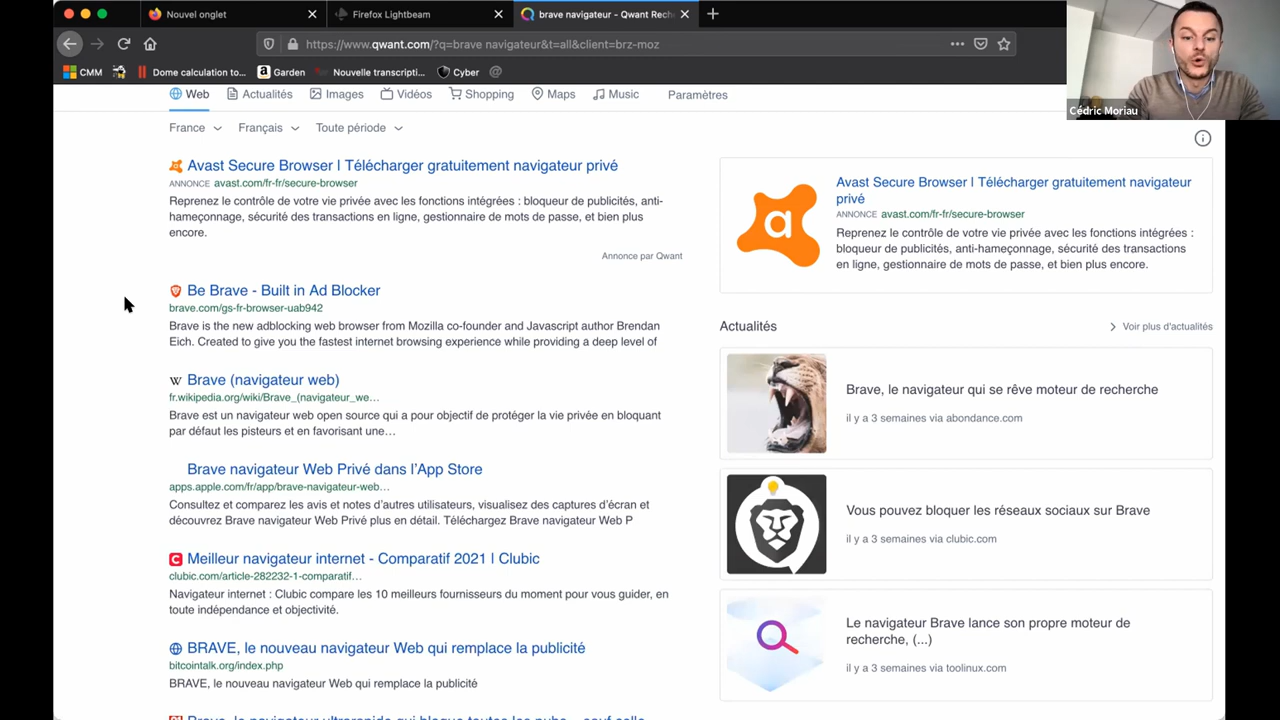 Nouvel onglet
Firefox Lightbeam
brave navigateur - Qwant Rech
https://www.qwant.com/?q=brave navigateur&t=all&client=brz-moz
CMM
Dome calculation to...
Garden
Nouvelle transcripti...
Cyber
Cédric Moriau
Web
Actualités
Images
Vidéos
Shopping
Maps
Music
Paramètres
France
Français
Toute période
Avast Secure Browser | Télécharger gratuitement navigateur privé
ANNONCE avast.com/fr-fr/secure-browser
Reprenez le contrôle de votre vie privée avec les fonctions intégrées : bloqueur de publicités, anti-
hameçonnage, sécurité des transactions en ligne, gestionnaire de mots de passe, et bien plus
encore.
Annonce par Qwant
Be Brave - Built in Ad Blocker
brave.com/gs-fr-browser-uab942
Brave is the new adblocking web browser from Mozilla co-founder and Javascript author Brendan
Eich. Created to give you the fastest internet browsing experience while providing a deep level of
W Brave (navigateur web)
fr.wikipedia.org/wiki/Brave_(navigateur_we...
Brave est un navigateur web open source qui a pour objectif de protéger la vie privée en bloquant
par défaut les pisteurs et en favorisant une...
Brave navigateur Web Privé dans l'App Store
apps.apple.com/fr/app/brave-navigateur-web...
Consultez et comparez les avis et notes d'autres utilisateurs, visualisez des captures d'écran et
découvrez Brave navigateur Web Privé plus en détail. Téléchargez Brave navigateur Web P
Meilleur navigateur internet - Comparatif 2021 | Clubic
clubic.com/article-282232-1-comparatif...
Navigateur internet : Clubic compare les 10 meilleurs fournisseurs du moment pour vous guider, en
toute indépendance et objectivité.
BRAVE, le nouveau navigateur Web qui remplace la publicité
bitcointalk.org/index.php
BRAVE, le nouveau navigateur Web qui remplace la publicité
Avast Secure Browser | Télécharger gratuitement navigateur
privé
ANNONCE avast.com/fr-fr/secure-browser
Reprenez le contrôle de votre vie privée avec les fonctions intégrées :
bloqueur de publicités, anti-hameçonnage, sécurité des transactions
en ligne, gestionnaire de mots de passe, et bien plus encore.
Actualités
Voir plus d'actualités
Brave, le navigateur qui se rêve moteur de recherche
il y a 3 semaines via abondance.com
Vous pouvez bloquer les réseaux sociaux sur Brave
il y a 3 semaines via clubic.com
Le navigateur Brave lance son propre moteur de
recherche, (...)
il y a 3 semaines via toolinux.com